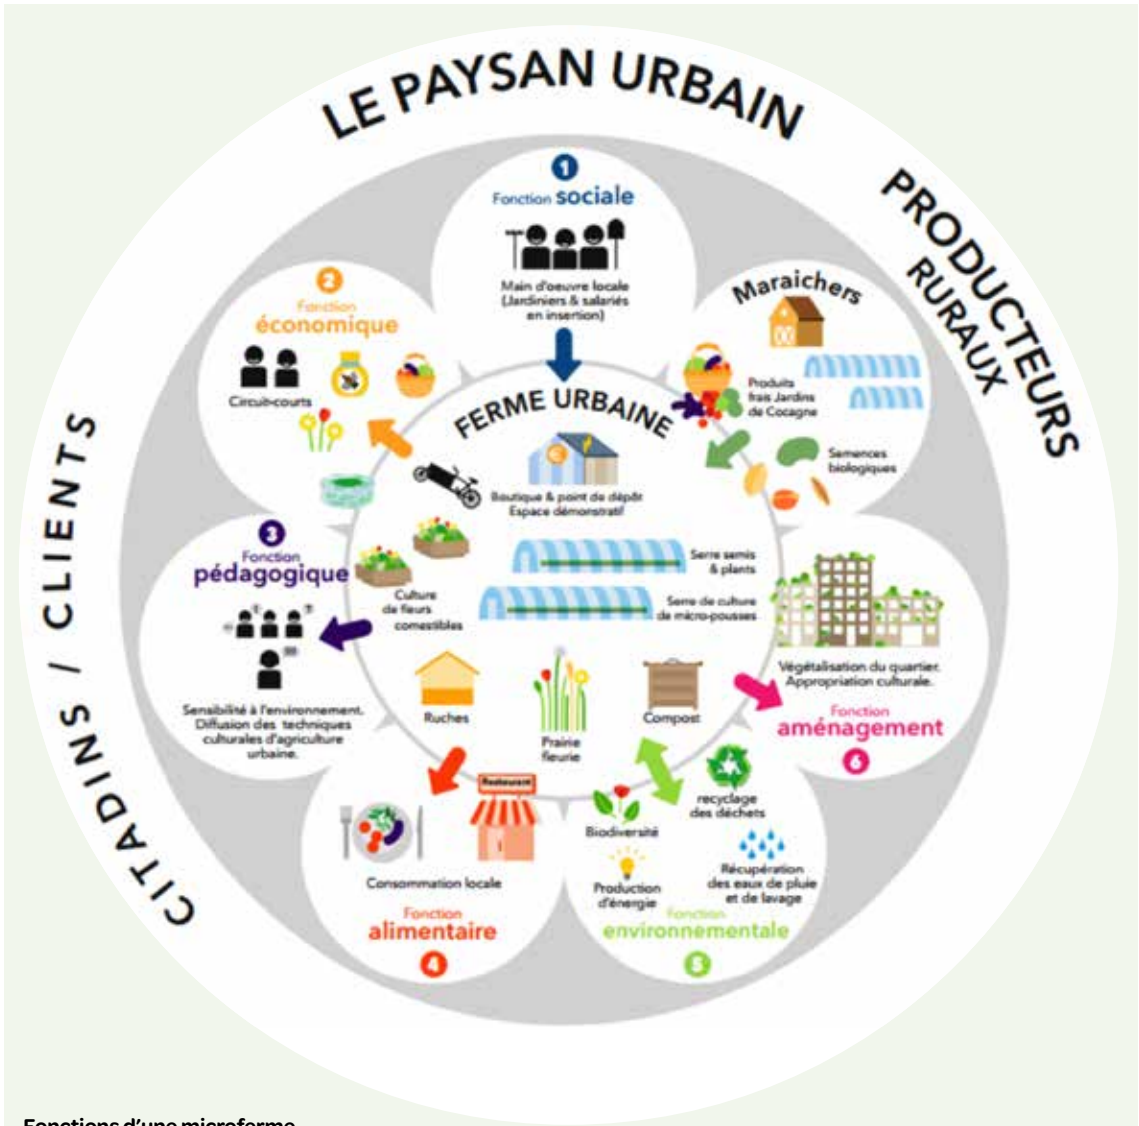 LE PAYSAN URBAIN
PRODUCTEURS
RURAUX
CITADINS / CLIENTS
1
Fonction sociale
Main d'oeuvre locale
(Jardiniers & salariés
en insertion)
2
Fonction
économique
Circuit-courts
Maraichers
Produits
frais Jardins
de Cocagne
Semences
biologiques
FERME URBAINE
Boutique & point de dépôt
Espace démonstratif
Serre semis
& plants
Serre de culture
de micro-pousses
Culture
de fleurs
comestibles
Ruches
Prairie
fleurie
Compost
3
Fonction
pédagogique
Sensibilité à l'environnement.
Diffusion des techniques
culturales d'agriculture
urbaine.
Végétalisation du quartier.
Appropriation culturale.
Fonction
aménagement
6
Restaurant
Consommation locale
Fonction
alimentaire
4
recyclage
des déchets
Biodiversité
Récupération
des eaux de pluie
et de lavage
Production
d'énergie
Fonction
environnementale
5
Fonctions d'une microferme